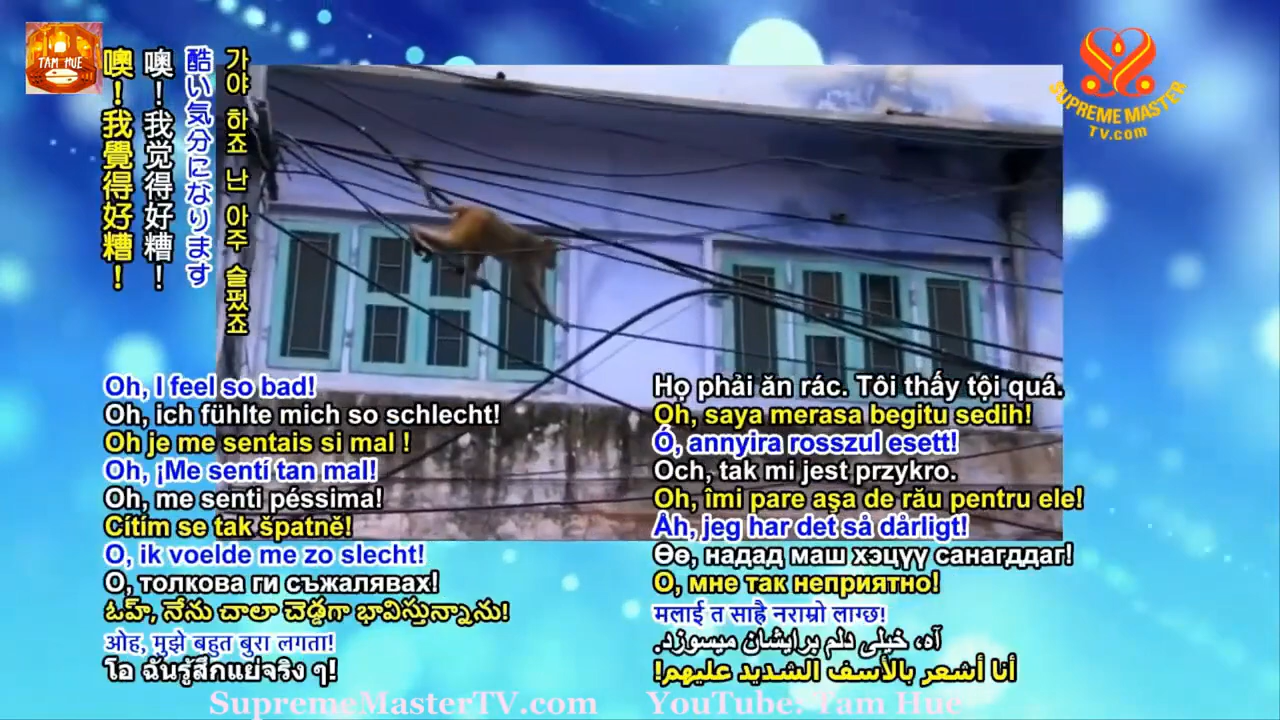 TAM HUE
噢！我覺得好糟！
噢！我觉得好糟！
酷い気分になります
가야 하죠 난 아주 슬펐죠
SUPREME MASTER
TV.com
Oh, I feel so bad!
Oh, ich fühlte mich so schlecht!
Oh je me sentais si mal !
Oh, ¡Me sentí tan mal!
Oh, me senti péssima!
Cítím se tak špatně!
O, ik voelde me zo slecht!
О, толкова ги съжалявах!
ఓహ్, నేను చాలా చెడ్డగా భావిస్తున్నాను!
ओह, मुझे बहुत बुरा लगता!
โอ ฉันรู้สึกแย่จริง ๆ!
Họ phải ăn rác. Tôi thấy tội quá.
Oh, saya merasa begitu sedih!
Ó, annyira rosszul esett!
Och, tak mi jest przykro.
Oh, îmi pare aşa de rău pentru ele!
Åh, jeg har det så dårligt!
Өө, надад маш хэцүү санагддаг!
О, мне так неприятно!
मलाई त साह्रै नराम्रो लाग्छ!
آه، خیلی دلم برایشان میسوزد.
أنا أشعر بالأسف الشديد عليهم!
SupremeMasterTV.com YouTube: Tam Hue